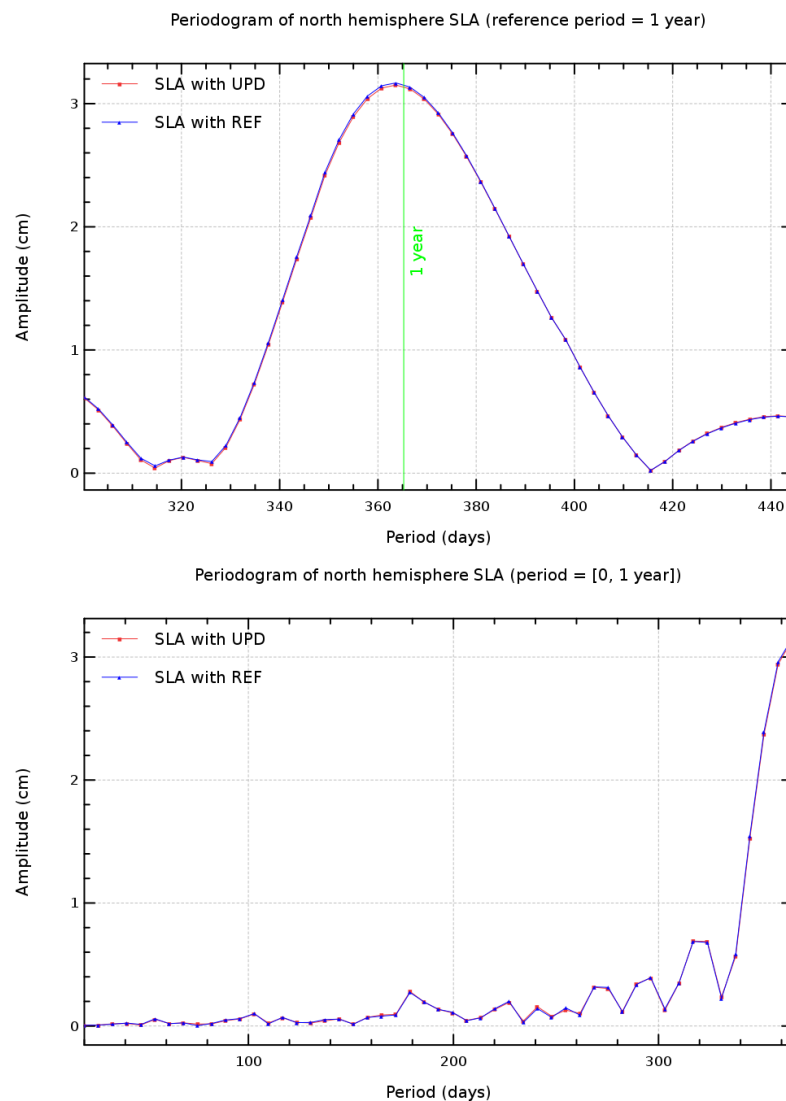 Periodogram of north hemisphere SLA (reference period = 1 year)
SLA with UPD
SLA with REF
3
2
1
0
Amplitude (cm)
1 year
320
340
360
380
400
420
440
Period (days)
Periodogram of north hemisphere SLA (period = [0, 1 year])
SLA with UPD
SLA with REF
3
2
1
0
Amplitude (cm)
100
200
300
Period (days)